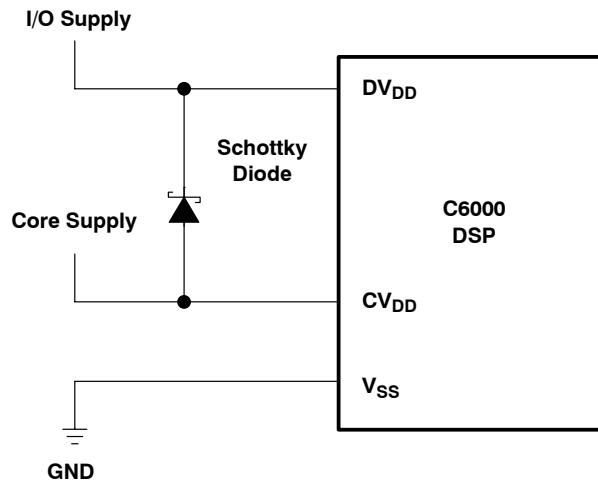 I/O Supply
DVDD
Schottky
Diode
C6000
DSP
Core Supply
CVDD
VSS
GND